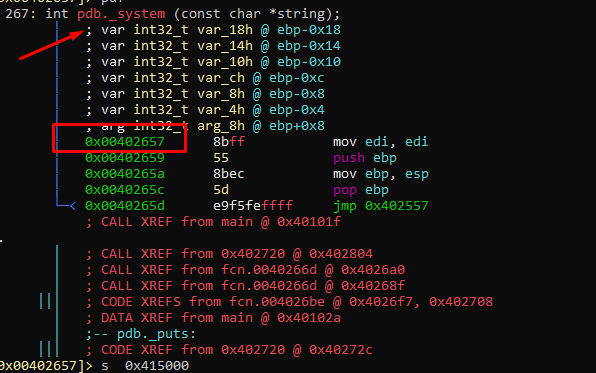 0x00402657]> pdf
267: int pdb._system (const char *string);
; var int32_t var_18h @ ebp-0x18
; var int32_t var_14h @ ebp-0x14
; var int32_t var_10h @ ebp-0x10
; var int32_t var_ch @ ebp-0xc
; var int32_t var_8h @ ebp-0x8
; var int32_t var_4h @ ebp-0x4
; arg int32_t arg_8h @ ebp+0x8
0x00402657 8bff mov edi, edi
0x00402659 55 push ebp
0x0040265a 8bec mov ebp, esp
0x0040265c 5d pop ebp
0x0040265d e9f5feffff jmp 0x402557
; CALL XREF from main @ 0x40101f
; CALL XREF from 0x402720 @ 0x402804
; CALL XREF from fcn.0040266d @ 0x4026a0
; CALL XREF from fcn.0040266d @ 0x40268f
; CODE XREFS from fcn.004026be @ 0x4026f7, 0x402708
; DATA XREF from main @ 0x40102a
;-- pdb._puts:
; CODE XREF from 0x402720 @ 0x40272c
0x00402657]> s 0x415000